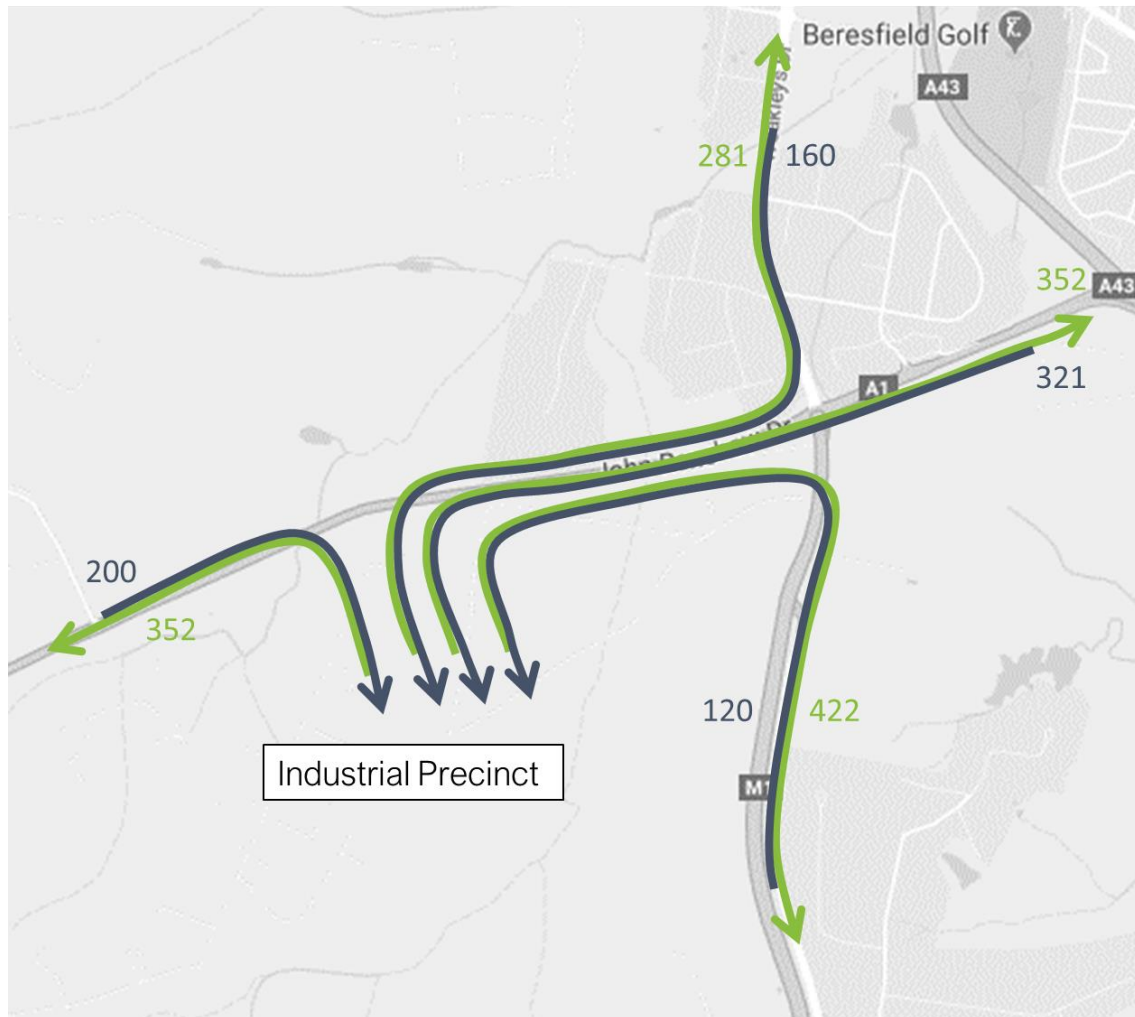 Beresfield Golf
A43
281
160
352
A43
321
A1
200
352
120
422
M1
Industrial Precinct